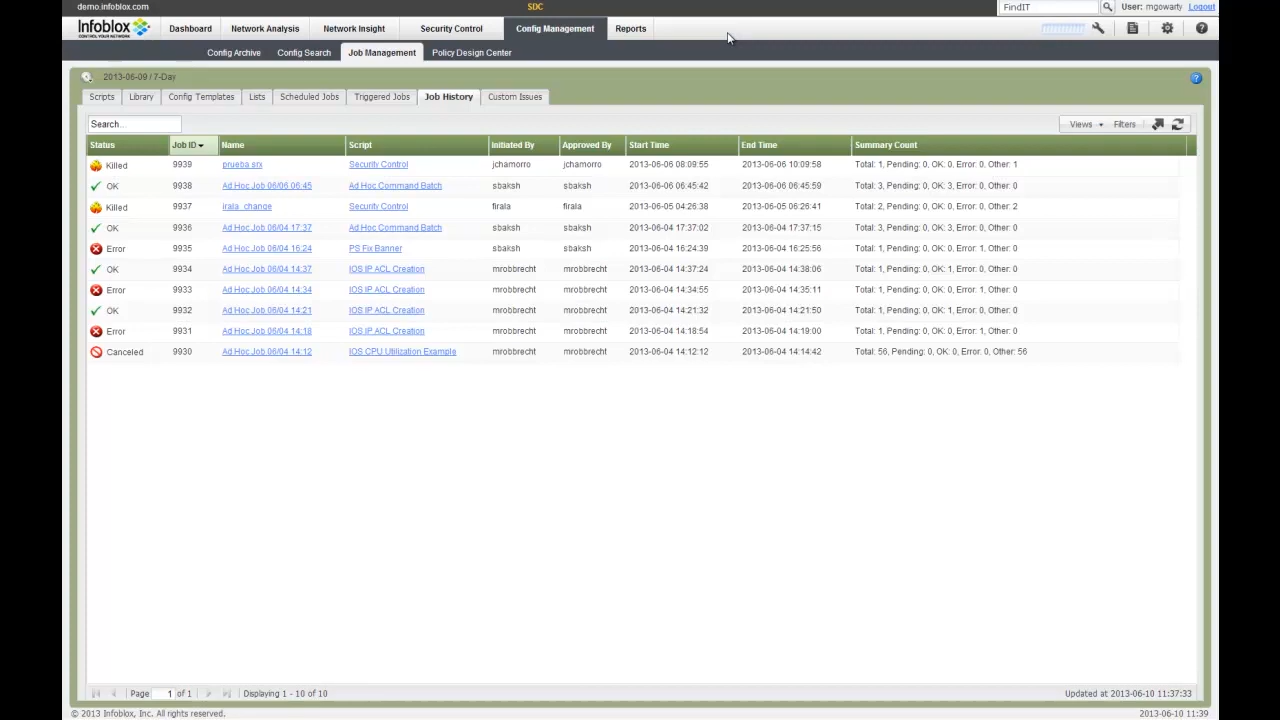 demo.infoblox.com SDC FindIT User: mgowarty Logout
Infoblox Dashboard Network Analysis Network Insight Security Control Config Management Reports
CONTROL YOUR NETWORK
Config Archive Config Search Job Management Policy Design Center
2013-06-09 / 7-Day
Scripts Library Config Templates Lists Scheduled Jobs Triggered Jobs Job History Custom Issues
Search... Views Filters
Status Job ID Name Script Initiated By Approved By Start Time End Time Summary Count
Killed 9939 prueba srx Security Control jchamorro jchamorro 2013-06-06 08:09:55 2013-06-06 10:09:58 Total: 1, Pending: 0, OK: 0, Error: 0, Other: 1
OK 9938 Ad Hoc Job 06/06 06:45 Ad Hoc Command Batch sbaksh sbaksh 2013-06-06 06:45:42 2013-06-06 06:45:59 Total: 3, Pending: 0, OK: 3, Error: 0, Other: 0
Killed 9937 irala_change Security Control firala firala 2013-06-05 04:26:38 2013-06-05 06:26:41 Total: 2, Pending: 0, OK: 0, Error: 0, Other: 2
OK 9936 Ad Hoc Job 06/04 17:37 Ad Hoc Command Batch sbaksh sbaksh 2013-06-04 17:37:02 2013-06-04 17:37:15 Total: 3, Pending: 0, OK: 3, Error: 0, Other: 0
Error 9935 Ad Hoc Job 06/04 16:24 PS Fix Banner sbaksh sbaksh 2013-06-04 16:24:39 2013-06-04 16:25:56 Total: 1, Pending: 0, OK: 0, Error: 1, Other: 0
OK 9934 Ad Hoc Job 06/04 14:37 IOS IP ACL Creation mrobbrecht mrobbrecht 2013-06-04 14:37:24 2013-06-04 14:38:06 Total: 1, Pending: 0, OK: 1, Error: 0, Other: 0
Error 9933 Ad Hoc Job 06/04 14:34 IOS IP ACL Creation mrobbrecht mrobbrecht 2013-06-04 14:34:55 2013-06-04 14:35:11 Total: 1, Pending: 0, OK: 0, Error: 1, Other: 0
OK 9932 Ad Hoc Job 06/04 14:21 IOS IP ACL Creation mrobbrecht mrobbrecht 2013-06-04 14:21:32 2013-06-04 14:21:50 Total: 1, Pending: 0, OK: 1, Error: 0, Other: 0
Error 9931 Ad Hoc Job 06/04 14:18 IOS IP ACL Creation mrobbrecht mrobbrecht 2013-06-04 14:18:54 2013-06-04 14:19:00 Total: 1, Pending: 0, OK: 0, Error: 1, Other: 0
Canceled 9930 Ad Hoc Job 06/04 14:12 IOS CPU Utilization Example mrobbrecht mrobbrecht 2013-06-04 14:12:12 2013-06-04 14:14:42 Total: 56, Pending: 0, OK: 0, Error: 0, Other: 56
Page 1 of 1 Displaying 1 - 10 of 10 Updated at 2013-06-10 11:37:33
© 2013 Infoblox, Inc. All rights reserved. 2013-06-10 11:39